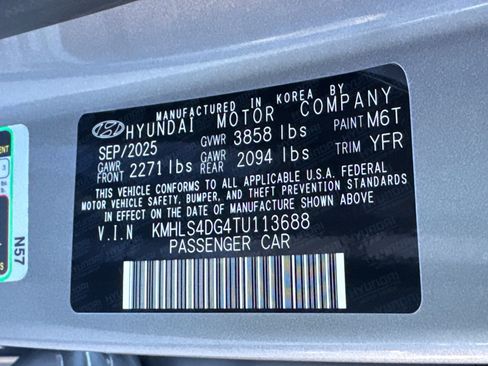 MANUFACTURED IN KOREA BY
HYUNDAI MOTOR COMPANY
SEP/2025 GVWR 3858 lbs PAINT M6T
GAWR FRONT 2271 lbs GAWR REAR 2094 lbs TRIM YFR
THIS VEHICLE CONFORMS TO ALL APPLICABLE U.S.A. FEDERAL
MOTOR VEHICLE SAFETY, BUMPER, AND THEFT PREVENTION STANDARDS
IN EFFECT ON THE DATE OF MANUFACTURE SHOWN ABOVE
V.I.N KMHLS4DG4TU113688
PASSENGER CAR
N57